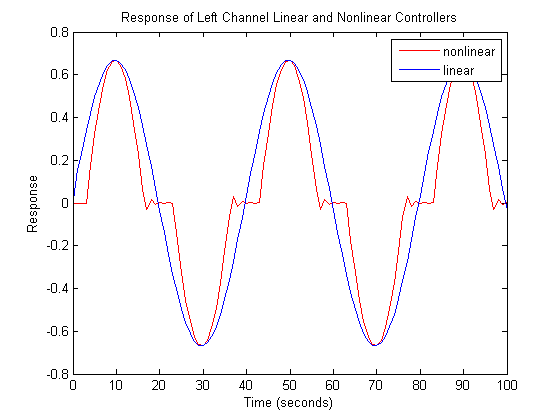 Response of Left Channel Linear and Nonlinear Controllers
nonlinear
linear
0.8
0.6
0.4
0.2
0
-0.2
-0.4
-0.6
-0.8
Response
0 10 20 30 40 50 60 70 80 90 100
Time (seconds)